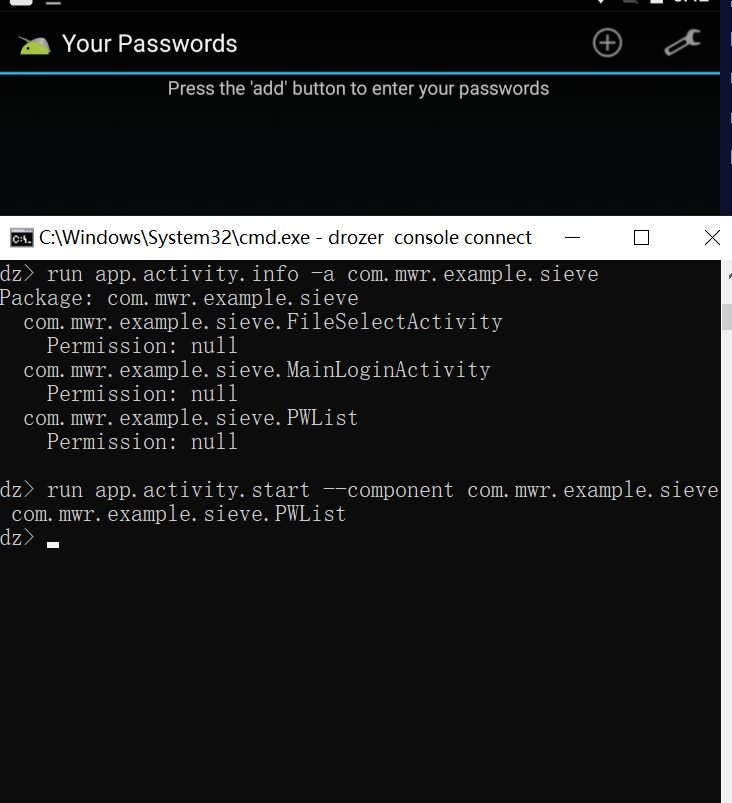 Your Passwords
Press the 'add' button to enter your passwords
C:\Windows\System32\cmd.exe - drozer  console connect
dz> run app.activity.info -a com.mwr.example.sieve
Package: com.mwr.example.sieve
  com.mwr.example.sieve.FileSelectActivity
    Permission: null
  com.mwr.example.sieve.MainLoginActivity
    Permission: null
  com.mwr.example.sieve.PWList
    Permission: null
dz> run app.activity.start --component com.mwr.example.sieve
 com.mwr.example.sieve.PWList
dz>